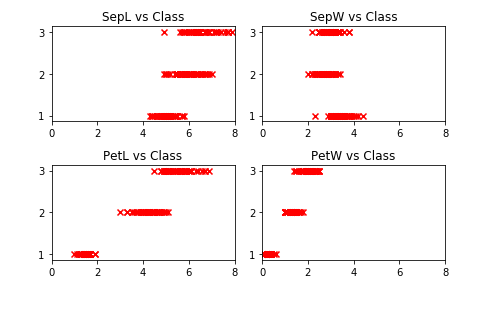 SepL vs Class
SepW vs Class
3
2
1
0 2 4 6 8
3
2
1
0 2 4 6 8
PetL vs Class
PetW vs Class
3
2
1
0 2 4 6 8
3
2
1
0 2 4 6 8